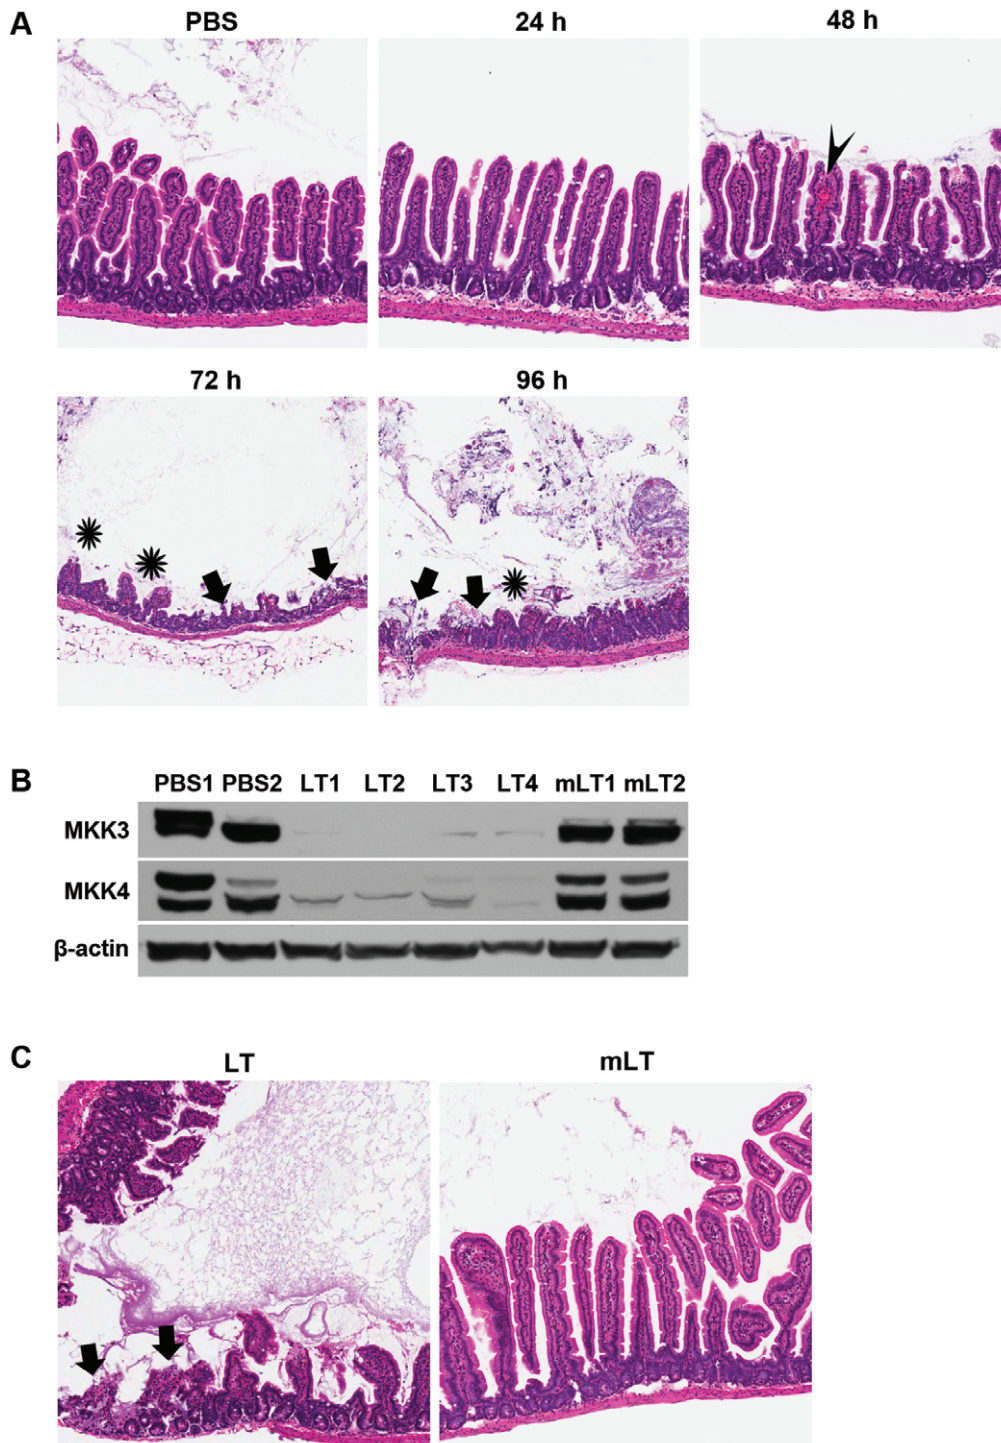 A
PBS
24 h
48 h
72 h
96 h
B
PBS1 PBS2 LT1 LT2 LT3 LT4 mLT1 mLT2
MKK3
MKK4
β-actin
C
LT
mLT